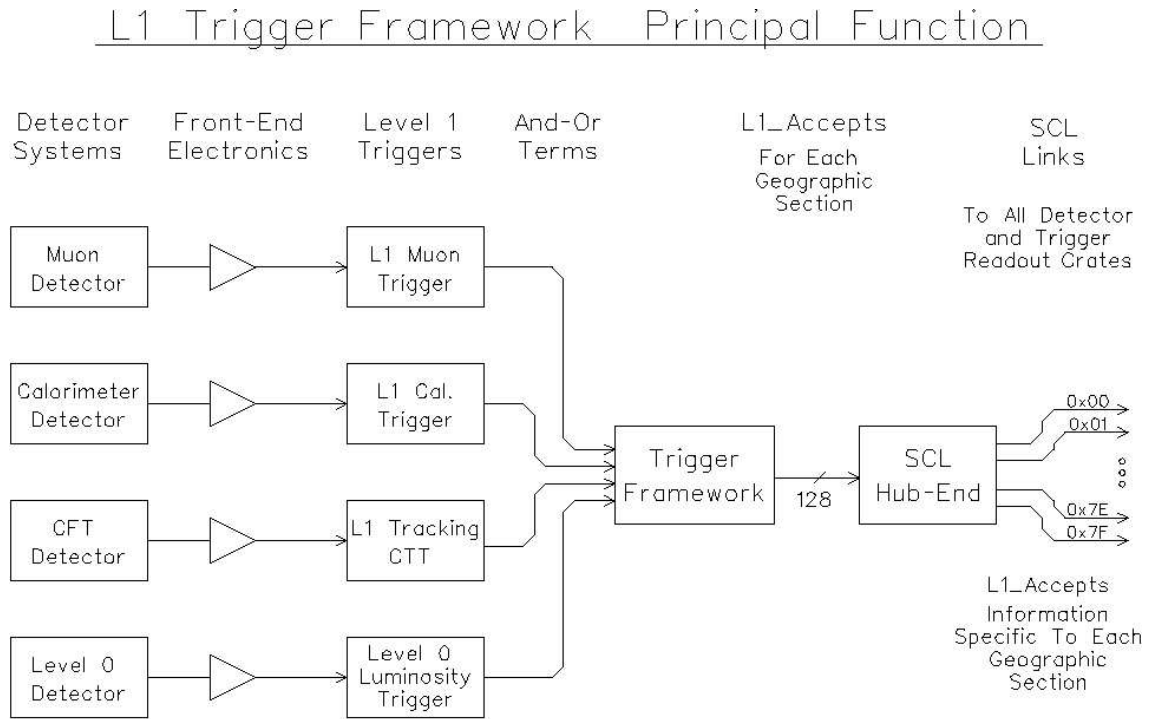 L1 Trigger Framework Principal Function
Detector
Systems
Front-End
Electronics
Level 1
Triggers
And-Or
Terms
L1_Accepts
For Each
Geographic
Section
SCL
Links
To All Detector
and Trigger
Readout Crates
Muon
Detector
L1 Muon
Trigger
Calorimeter
Detector
L1 Cal.
Trigger
CFT
Detector
L1 Tracking
CTT
Level 0
Detector
Level 0
Luminosity
Trigger
Trigger
Framework
128
SCL
Hub-End
0x00
0x01
0x7E
0x7F
L1_Accepts
Information
Specific To Each
Geographic
Section